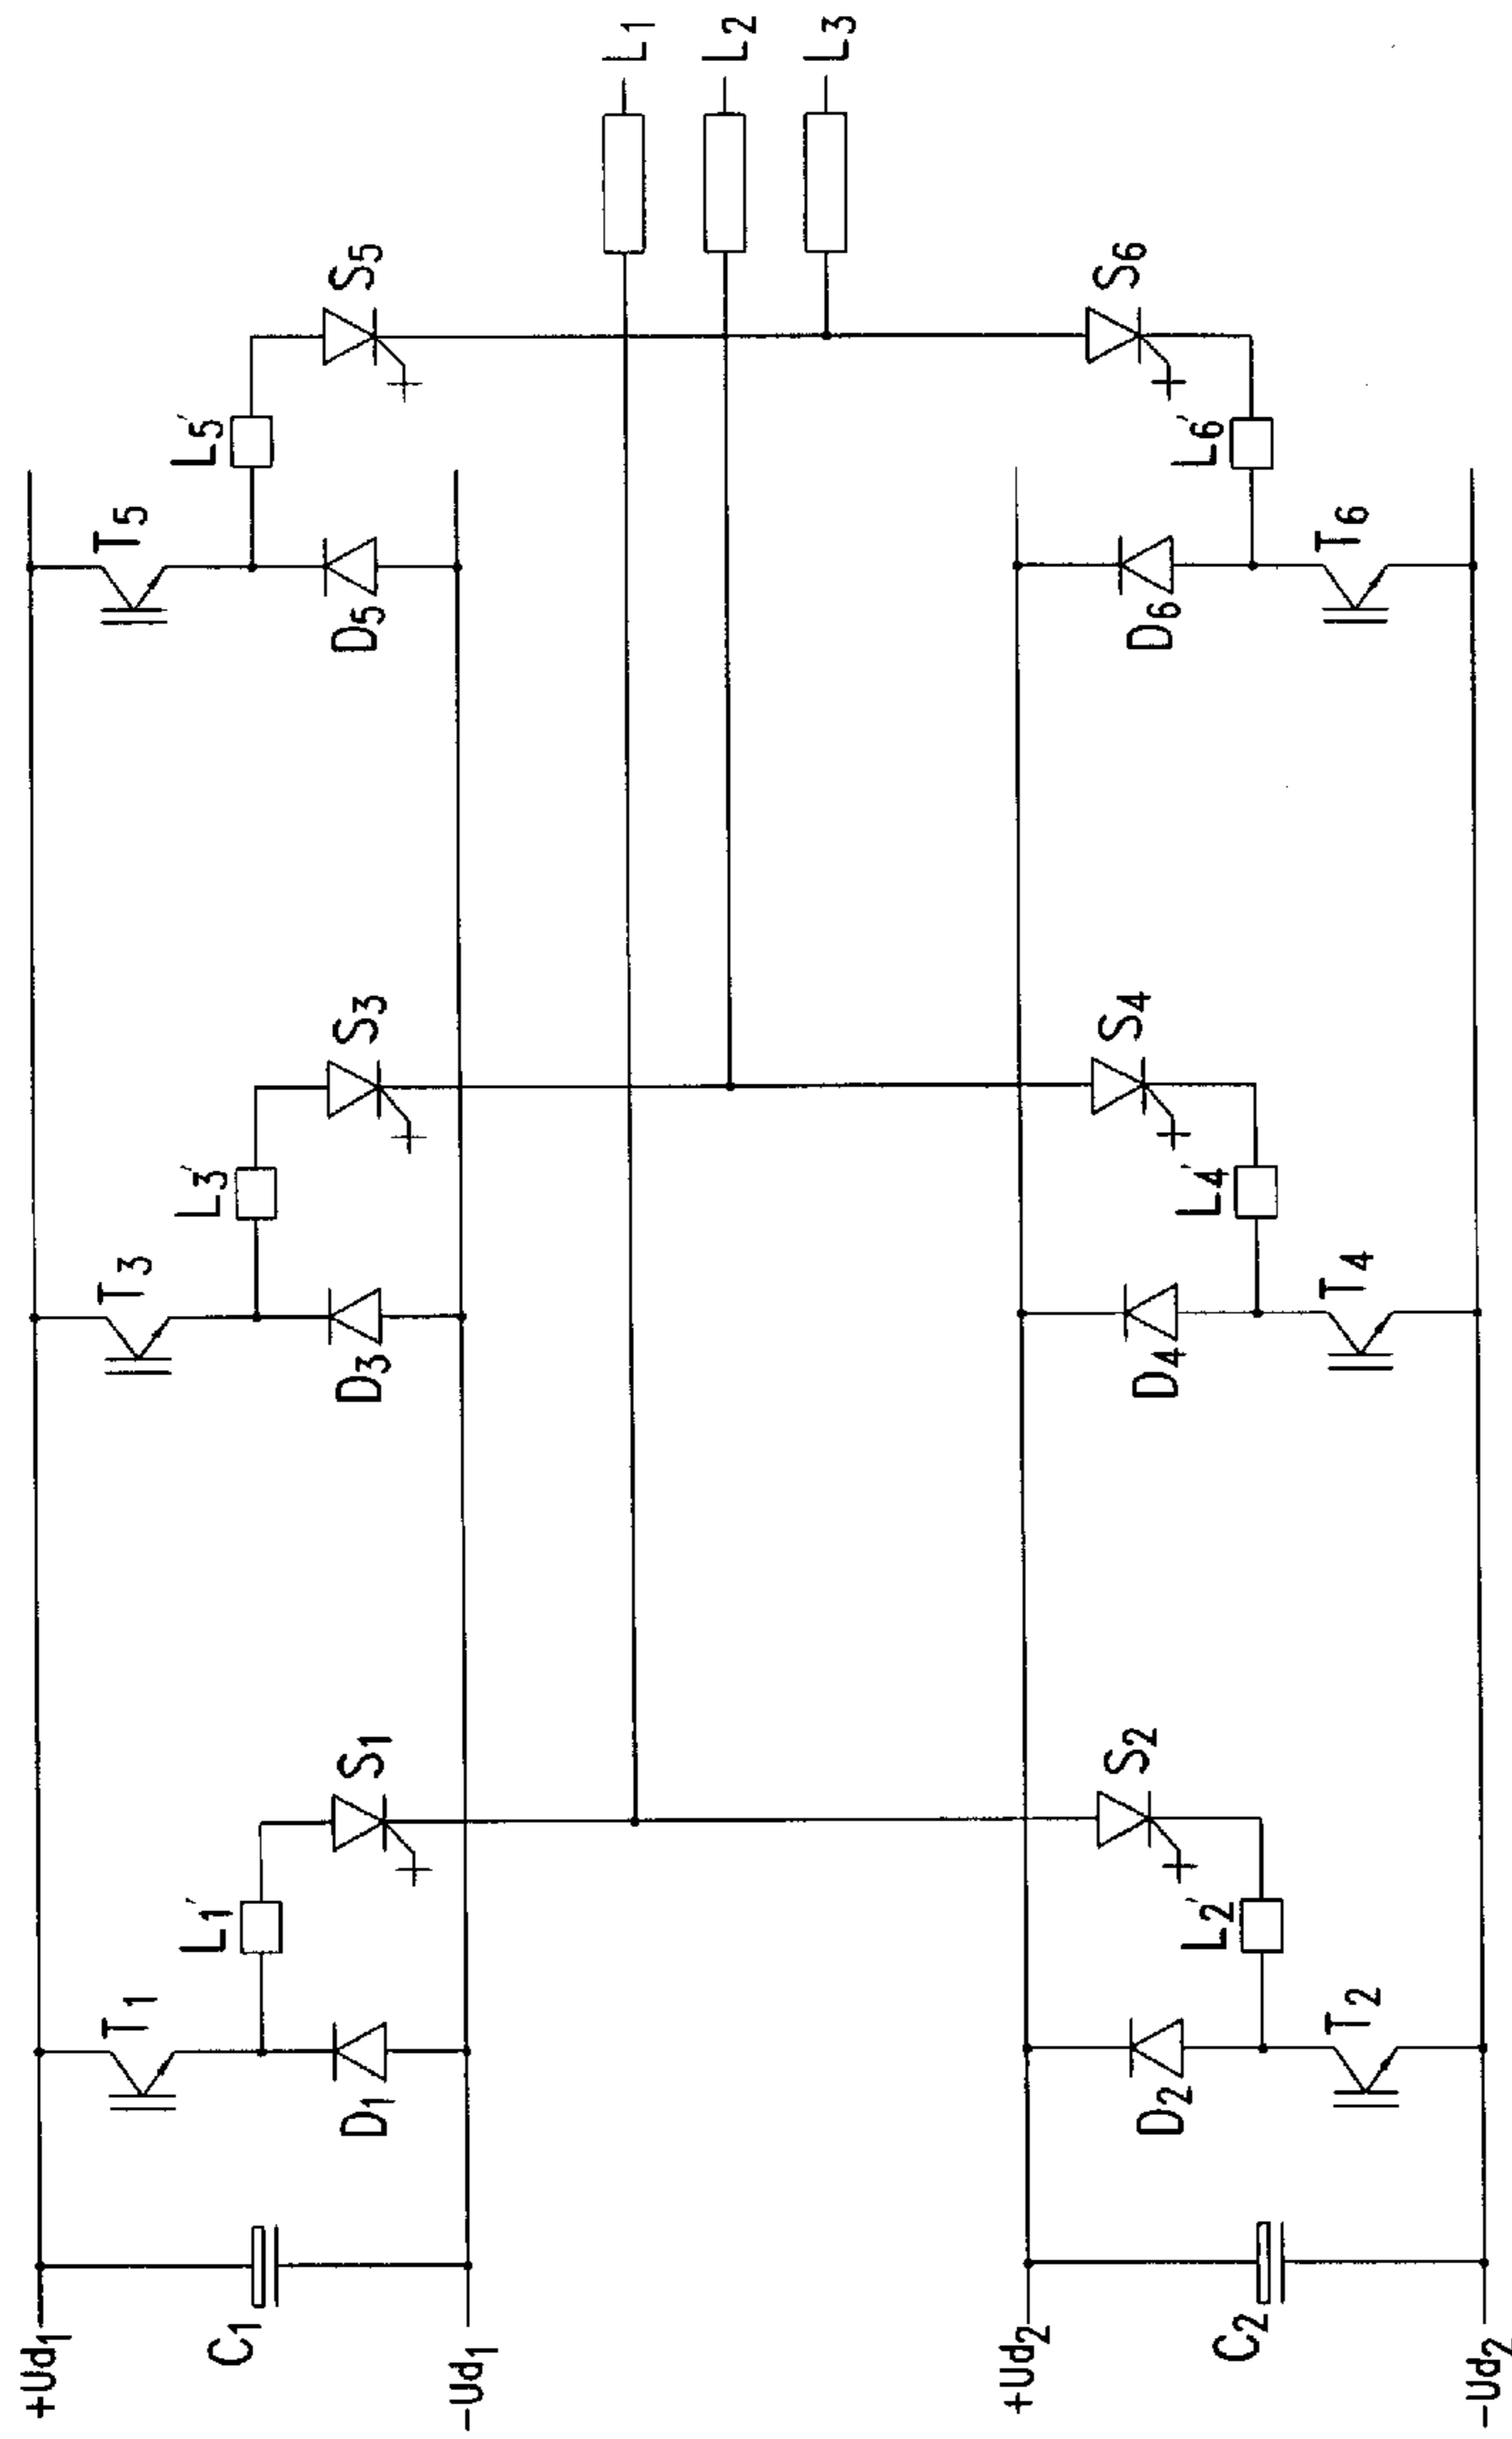 +Ud1
C1
-Ud1
T1
D1
L1'
S1
T3
D3
L3'
S3
T5
D5
L5'
S5
L1
L2
L3
+Ud2
C2
-Ud2
D2
T2
L2'
S2
D4
T4
L4'
S4
D6
T6
L6'
S6